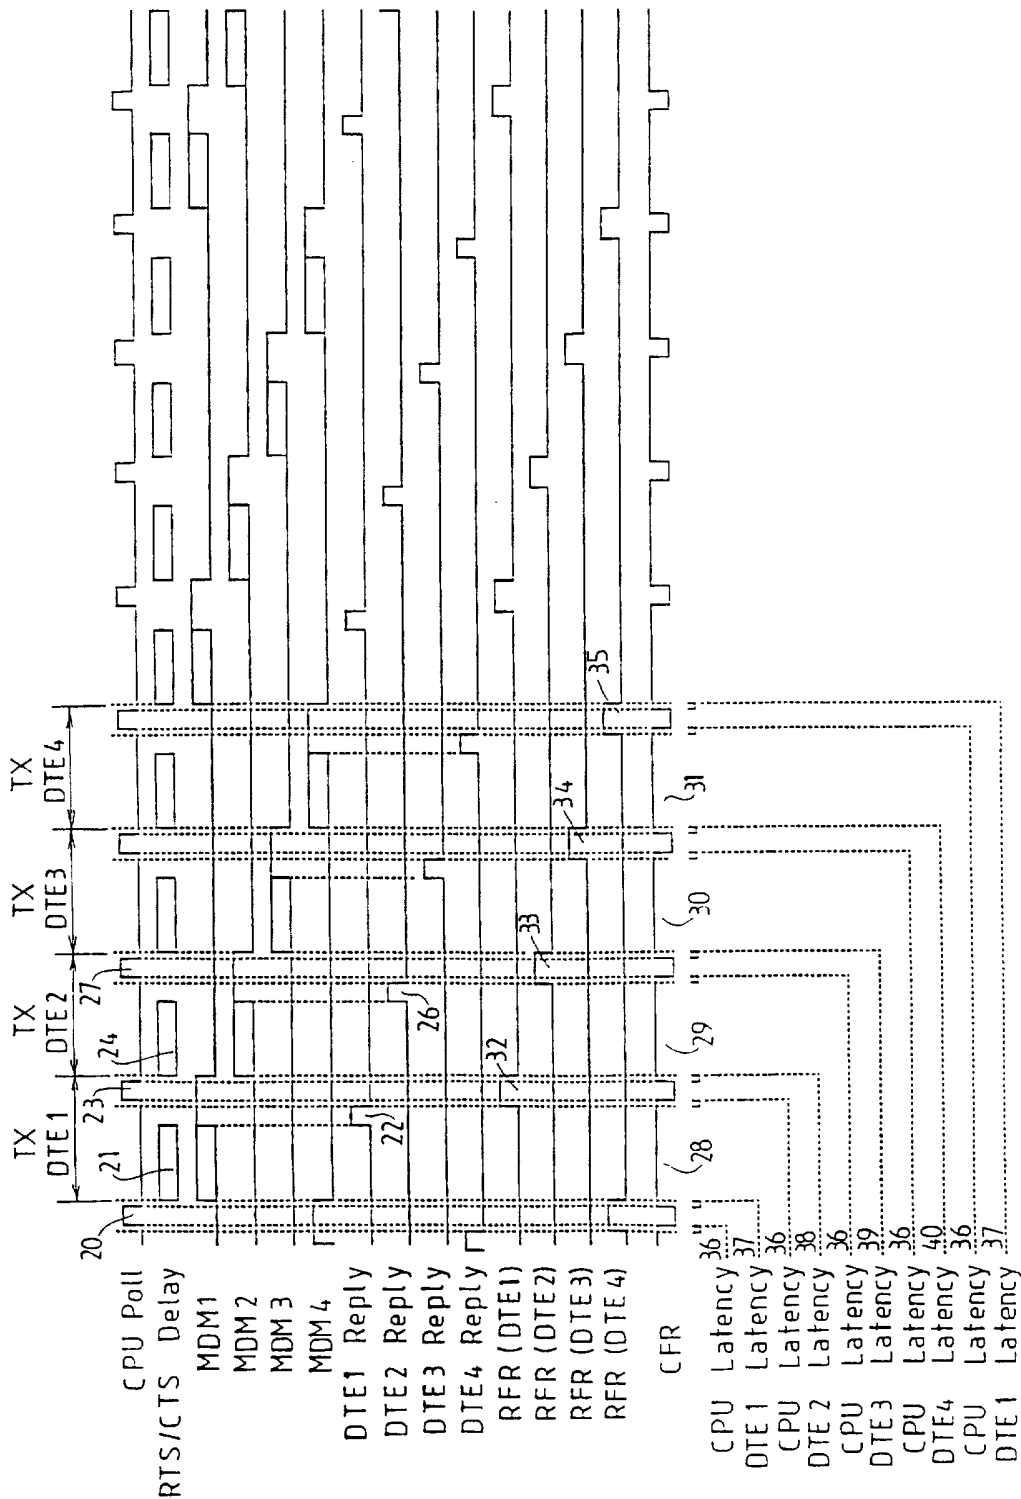 TX DTE1
TX DTE2
TX DTE3
TX DTE4
20
21
23
24
27
CPU Poll
RTS/CTS Delay
MDM1
MDM2
MDM3
MDM4
DTE1 Reply
DTE2 Reply
DTE3 Reply
DTE4 Reply
RFR (DTE1)
RFR (DTE2)
RFR (DTE3)
RFR (DTE4)
CFR
22
26
32
33
34
35
28
29
30
31
CPU Latency 36
DTE1 Latency 37
CPU Latency 36
DTE2 Latency 38
CPU Latency 36
DTE3 Latency 39
CPU Latency 36
DTE4 Latency 40
CPU Latency 36
DTE1 Latency 37